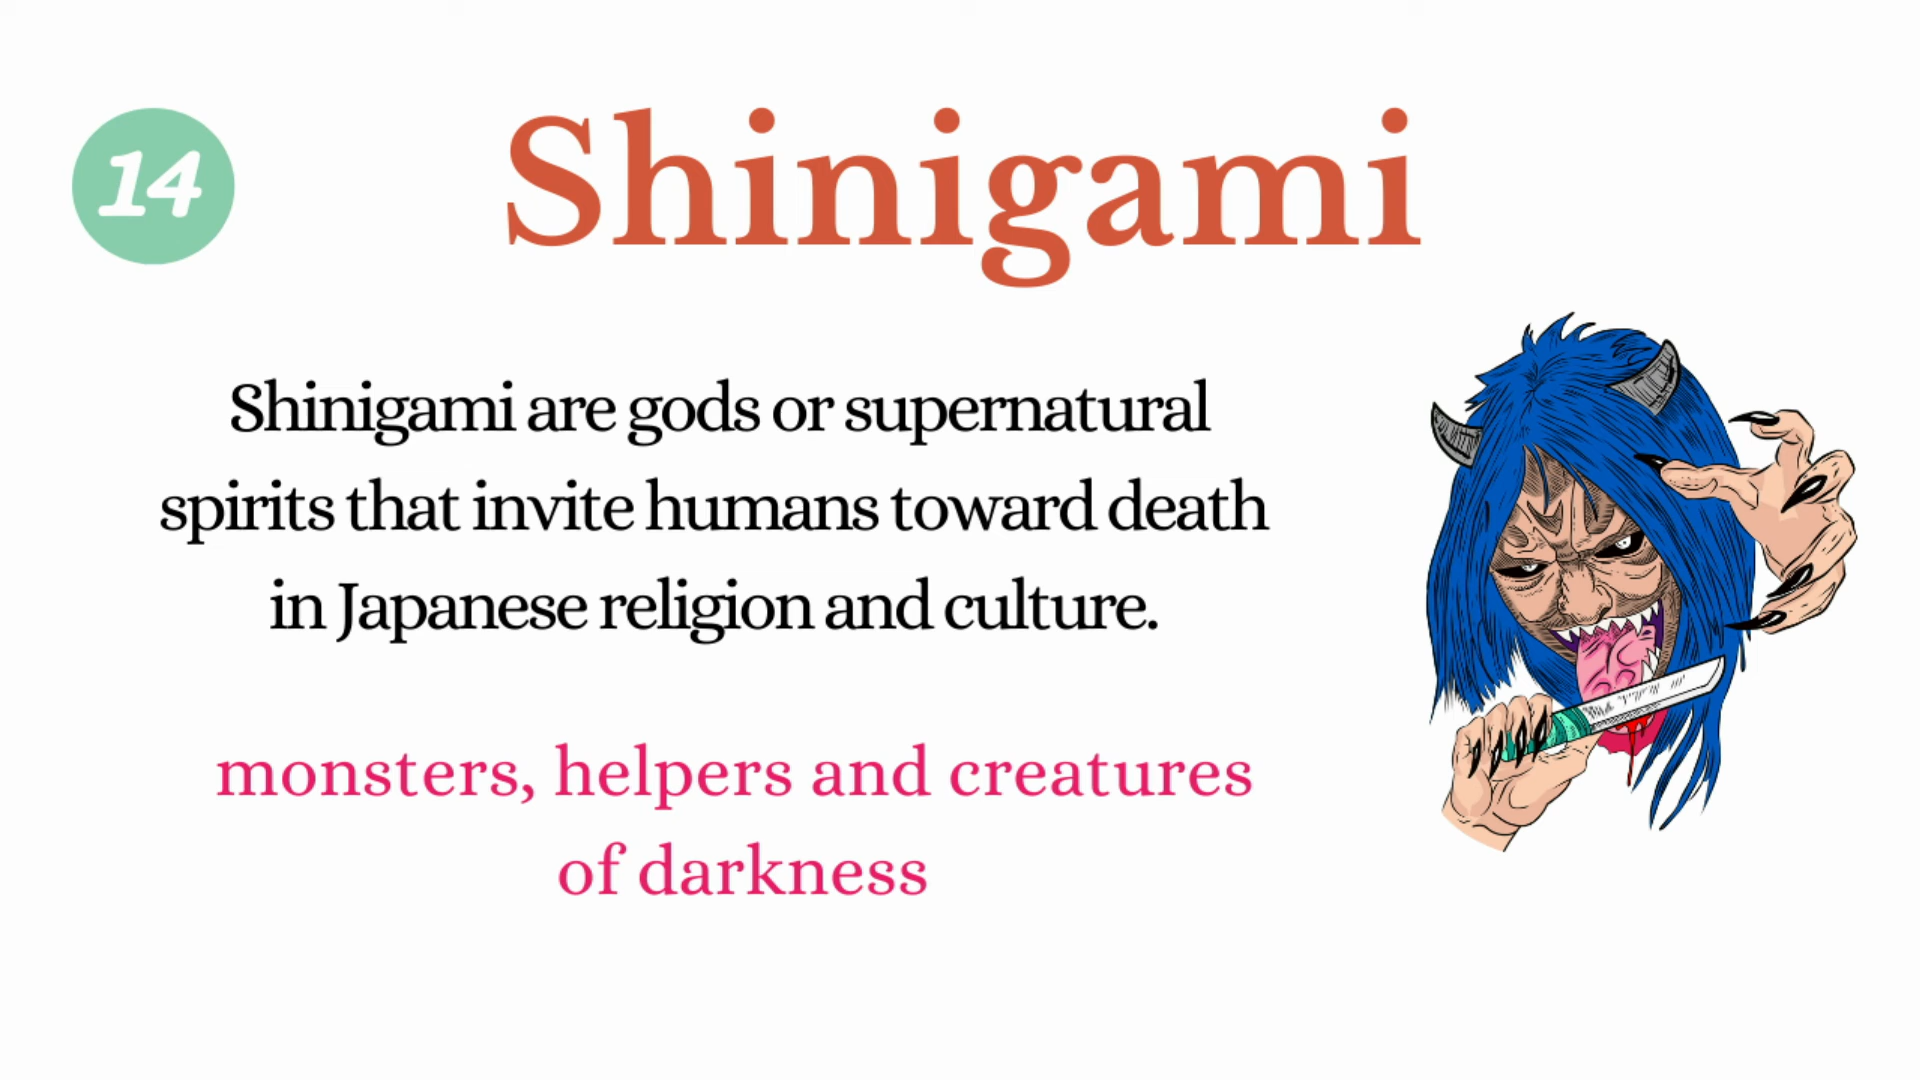 14
Shinigami
Shinigami are gods or supernatural
spirits that invite humans toward death
in Japanese religion and culture.
monsters, helpers and creatures
of darkness